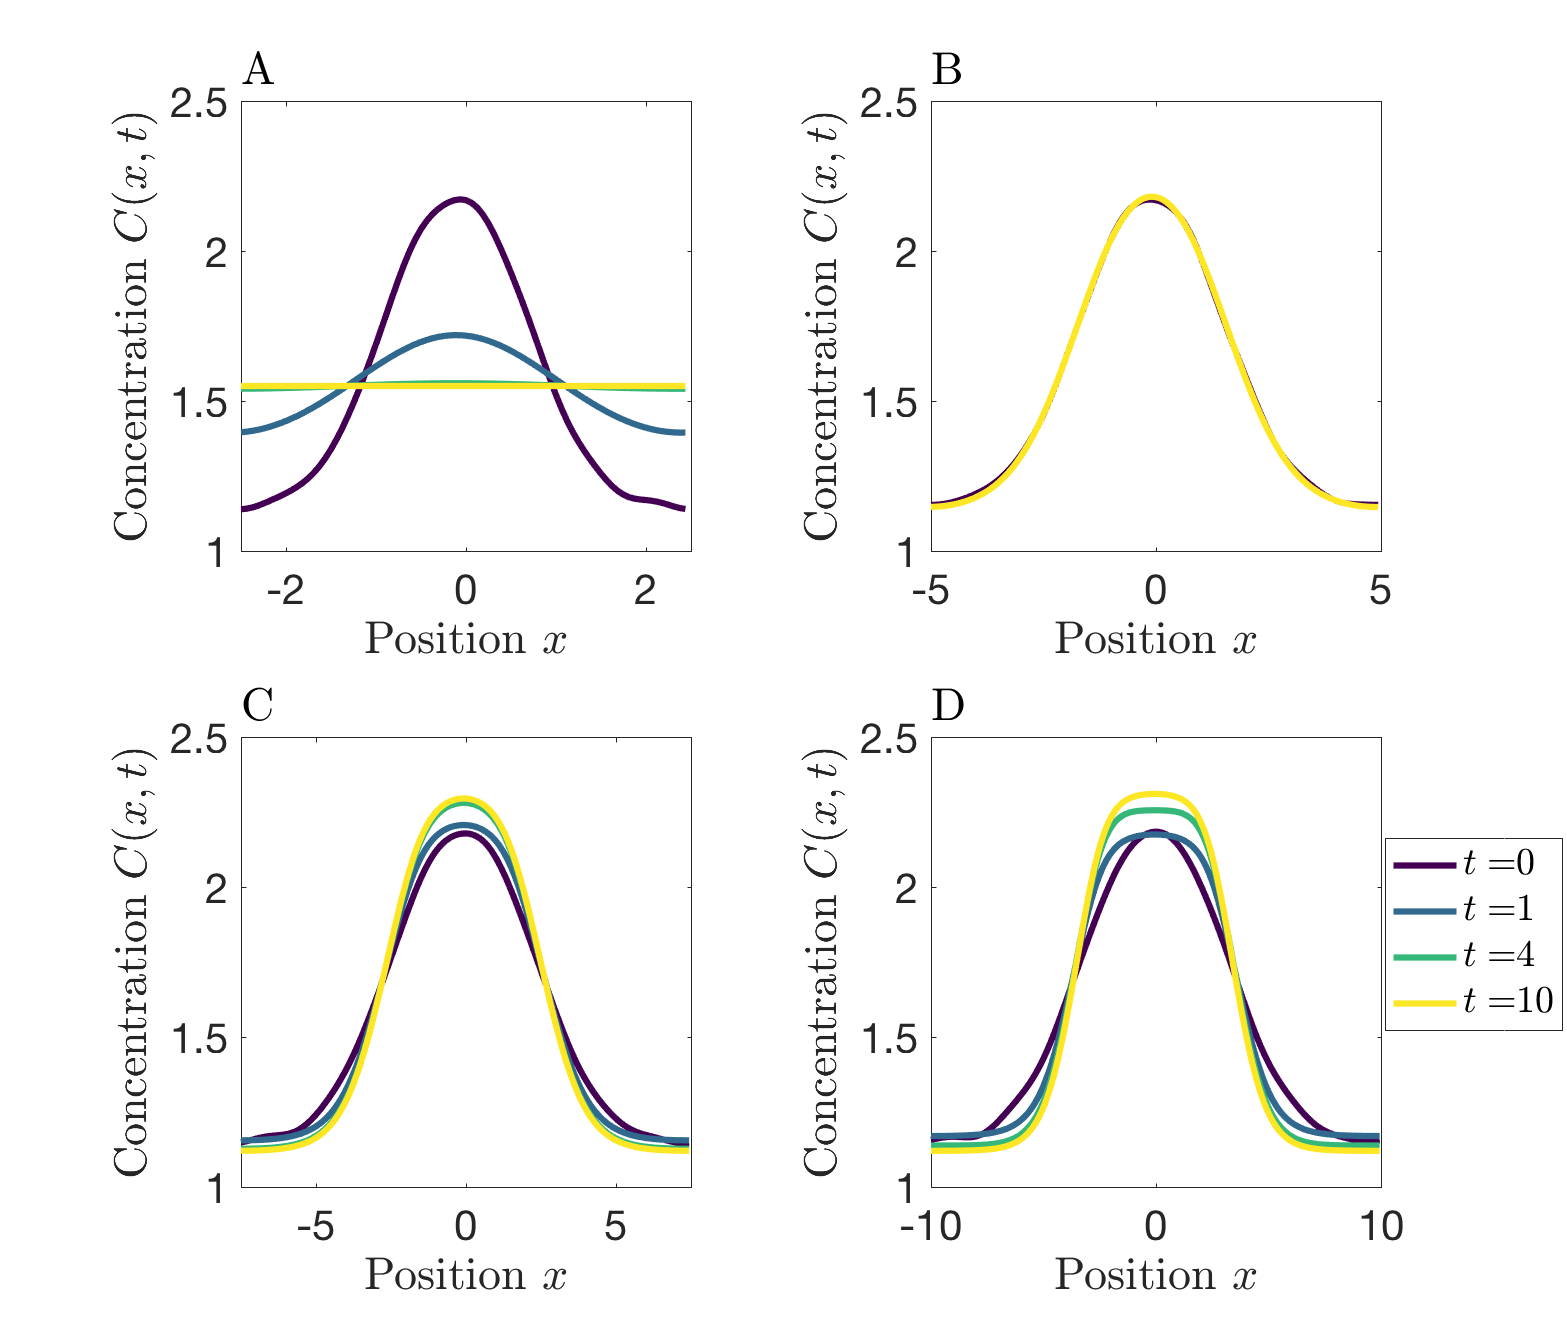 A
Concentration C(x, t)
2.5
2
1.5
1
-2 0 2
Position x
B
Concentration C(x, t)
2.5
2
1.5
1
-5 0 5
Position x
C
Concentration C(x, t)
2.5
2
1.5
1
-5 0 5
Position x
D
Concentration C(x, t)
2.5
2
1.5
1
-10 0 10
Position x
t =0
t =1
t =4
t =10